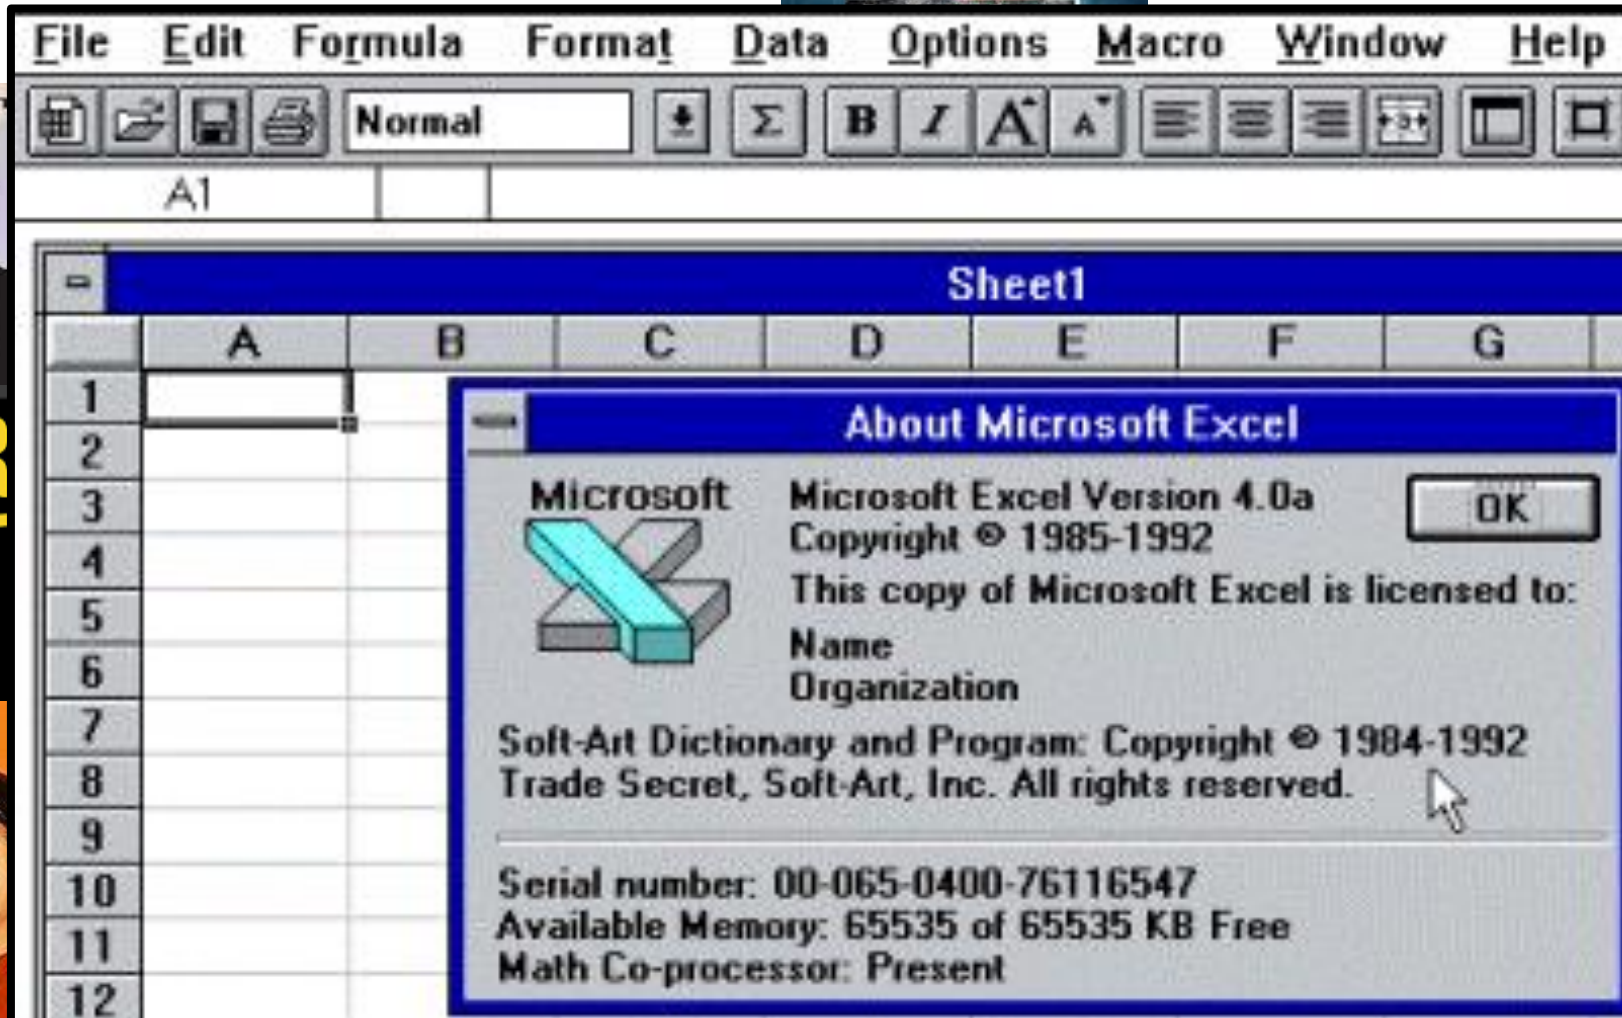 File Edit Formula Format Data Options Macro Window Help
Normal Σ B I A A
A1
Sheet1
A B C D E F G
1
2
3
4
5
6
7
8
9
10
11
12
About Microsoft Excel
Microsoft
Microsoft Excel Version 4.0a
Copyright © 1985-1992
OK
This copy of Microsoft Excel is licensed to:
Name
Organization
Soft-Art Dictionary and Program: Copyright © 1984-1992
Trade Secret, Soft-Art, Inc. All rights reserved.
Serial number: 00-065-0400-76116547
Available Memory: 65535 of 65535 KB Free
Math Co-processor: Present